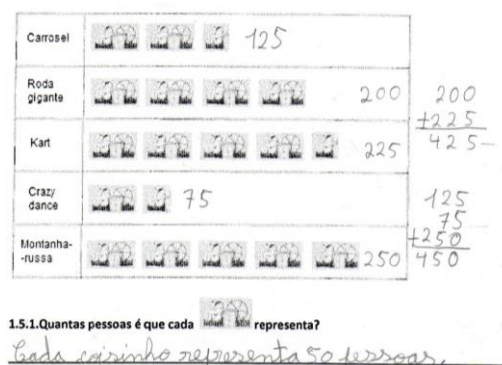 Carrosel 125
Roda
gigante 200
Kart 225
Crazy
dance 75
Montanha-
-russa 250
200
+225
425-
125
75
+250
450
1.5.1.Quantas pessoas é que cada representa?
Cada coisinho representa 50 pessoas.